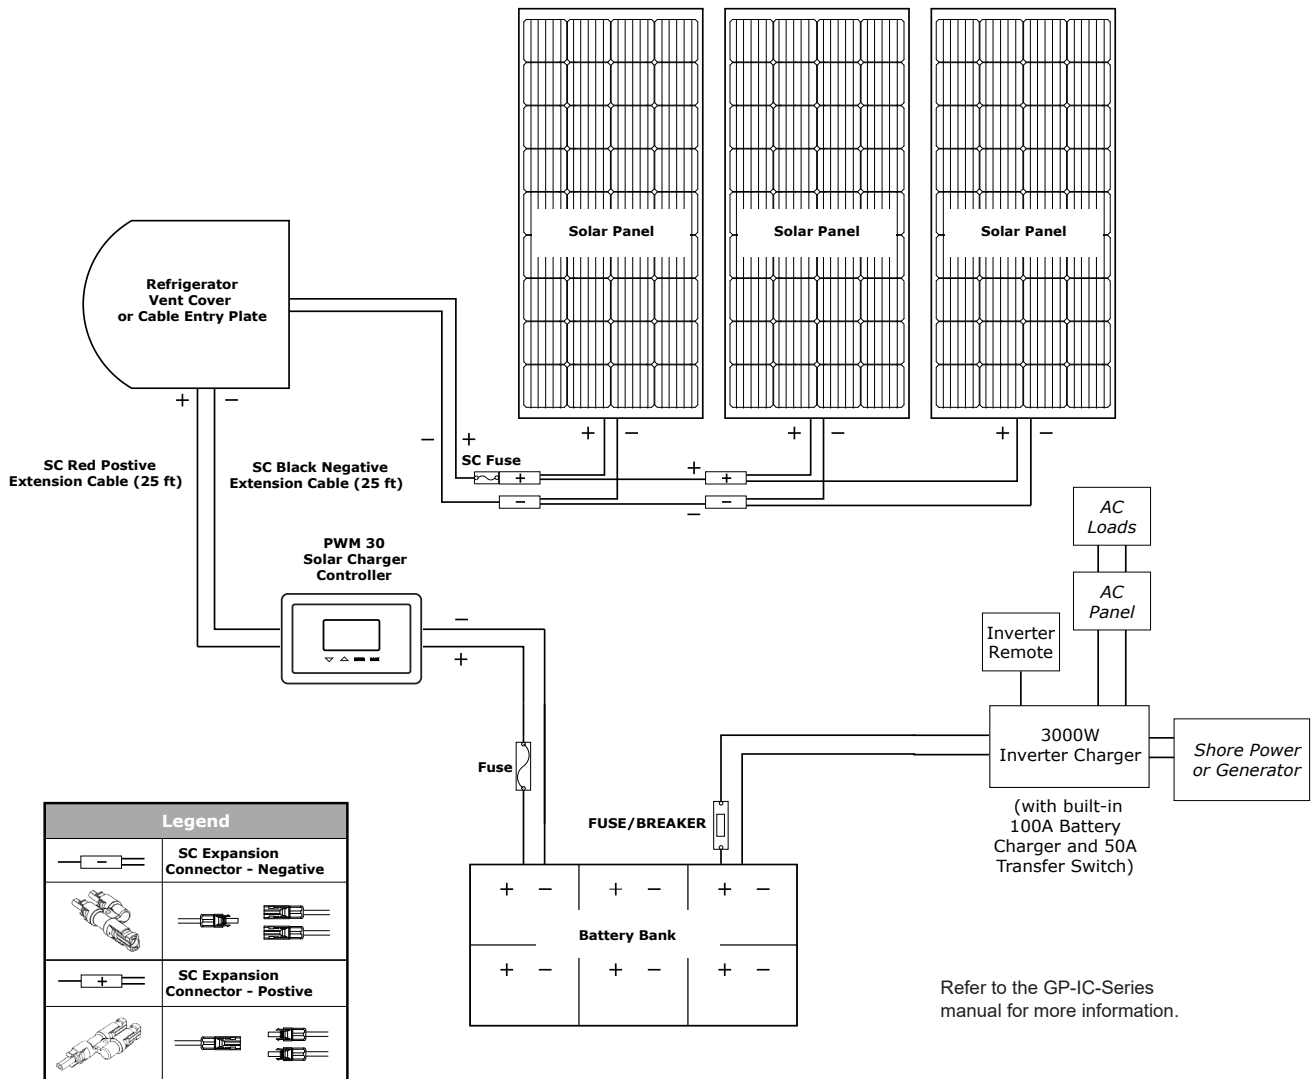 Solar Panel
Solar Panel
Solar Panel
Refrigerator
Vent Cover
or Cable Entry Plate
+
−
−
+
+
−
+
−
+
−
SC Fuse
+
+
+
−
−
−
SC Red Postive
Extension Cable (25 ft)
SC Black Negative
Extension Cable (25 ft)
PWM 30
Solar Charger
Controller
−
+
AC
Loads
AC
Panel
Inverter
Remote
3000W
Inverter Charger
Shore Power
or Generator
(with built-in
100A Battery
Charger and 50A
Transfer Switch)
Fuse
FUSE/BREAKER
+ − + − + −
Battery Bank
+ − + − + −
Legend
−
SC Expansion
Connector - Negative
+
SC Expansion
Connector - Postive
Refer to the GP-IC-Series
manual for more information.